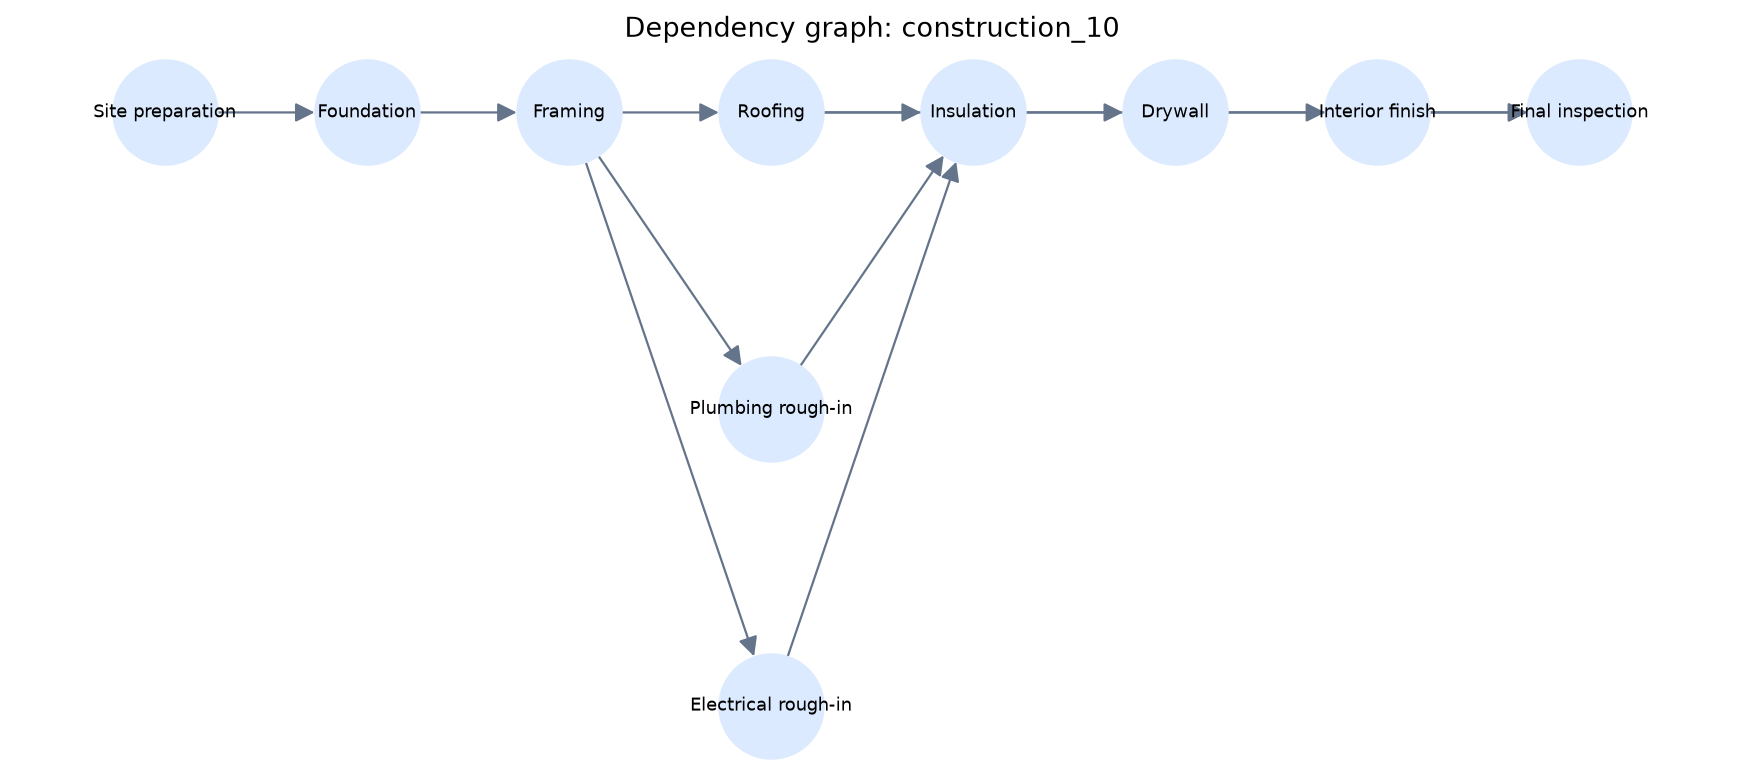 Dependency graph: construction_10
Site preparation
Foundation
Framing
Roofing
Insulation
Drywall
Interior finish
Final inspection
Plumbing rough-in
Electrical rough-in